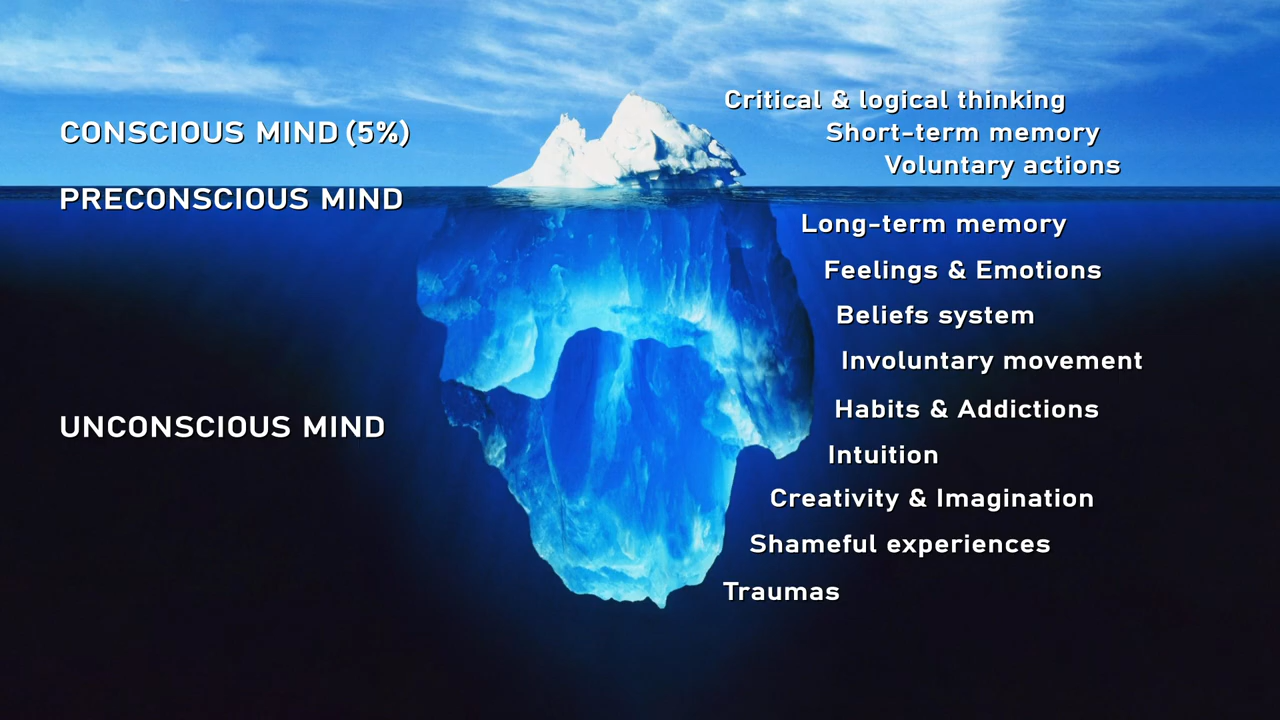 CONSCIOUS MIND (5%)
PRECONSCIOUS MIND
UNCONSCIOUS MIND
Critical & logical thinking
Short-term memory
Voluntary actions
Long-term memory
Feelings & Emotions
Beliefs system
Involuntary movement
Habits & Addictions
Intuition
Creativity & Imagination
Shameful experiences
Traumas